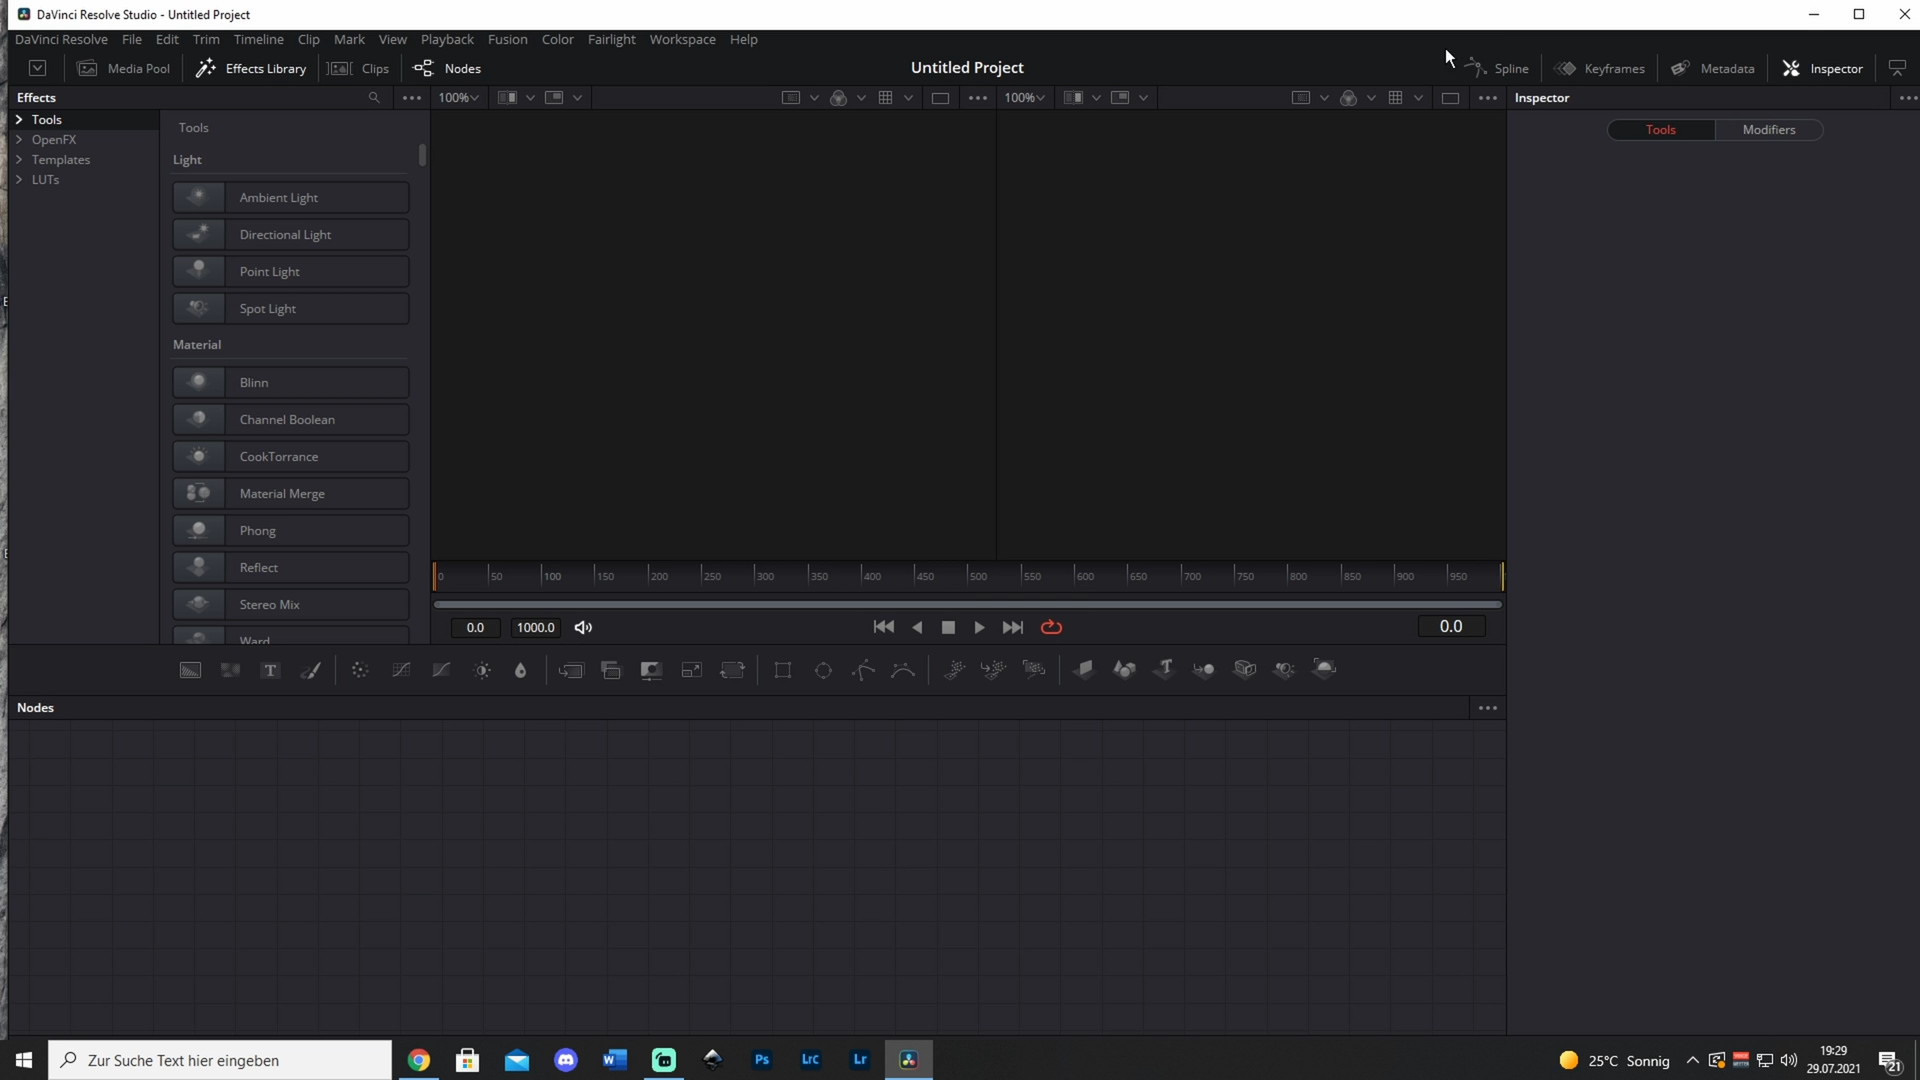 DaVinci Resolve Studio - Untitled Project
DaVinci Resolve File Edit Trim Timeline Clip Mark View Playback Fusion Color Fairlight Workspace Help
Media Pool Effects Library Clips Nodes Untitled Project Spline Keyframes Metadata Inspector
Effects 100% 100% Inspector
Tools
OpenFX
Templates
LUTs
Tools
Light
Ambient Light
Directional Light
Point Light
Spot Light
Material
Blinn
Channel Boolean
CookTorrance
Material Merge
Phong
Reflect
Stereo Mix
Ward
Tools Modifiers
0 50 100 150 200 250 300 350 400 450 500 550 600 650 700 750 800 850 900 950
0.0 1000.0 0.0
T T
Nodes
Zur Suche Text hier eingeben
W Ps LrC Lr
25°C Sonnig
19:29
29.07.2021
21